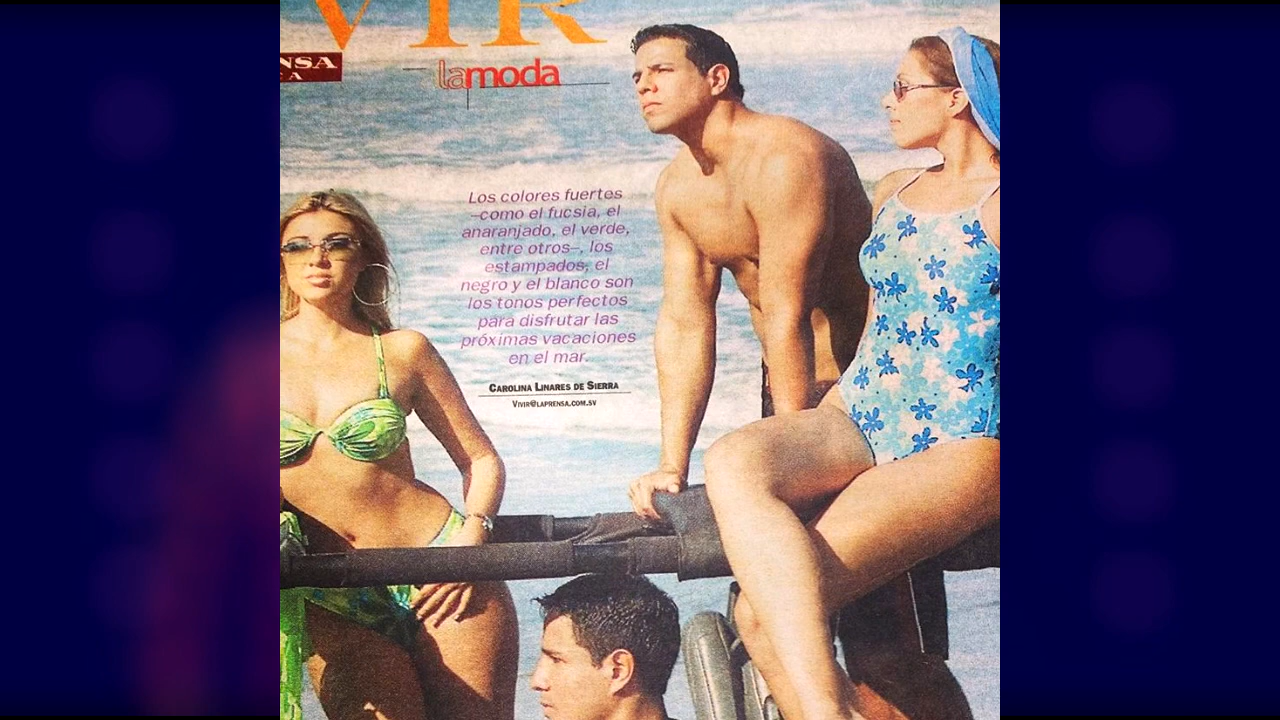 VIR
NSA
CA
lamoda
Los colores fuertes
–como el fucsia, el
anaranjado, el verde,
entre otros–, los
estampados, el
negro y el blanco son
los tonos perfectos
para disfrutar las
próximas vacaciones
en el mar.
CAROLINA LINARES DE SIERRA
VIVIR@LAPRENSA.COM.SV